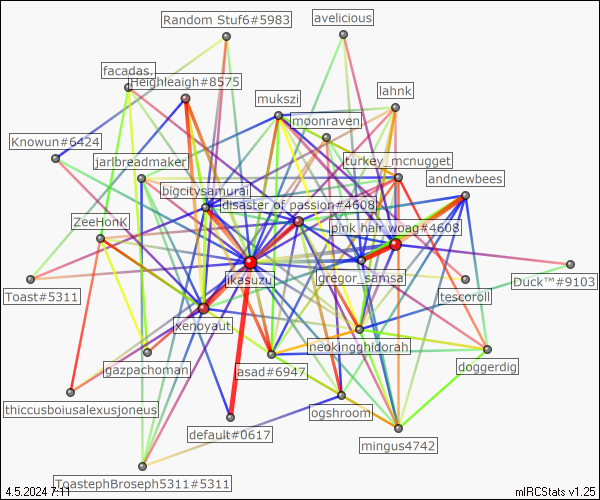 Random Stuf6#5983
avelicious
facadas.
Heighleaigh#8575
lahnk
mukszi
moonraven
Knowun#6424
jarlbreadmaker
turkey_mcnugget
bigcitysamurai
andnewbees
disaster of passion#4608
pink hair woag#4608
ZeeHonK
ikasuzu
gregor_samsa
Duck™#9103
Toast#5311
tescoroll
xenoyaut
neokingghidorah
gazpachoman
asad#6947
doggerdig
thiccusboiusalexusjoneus
ogshroom
default#0617
mingus4742
ToastephBroseph5311#5311
4.5.2024 7:11
mIRCStats v1.25